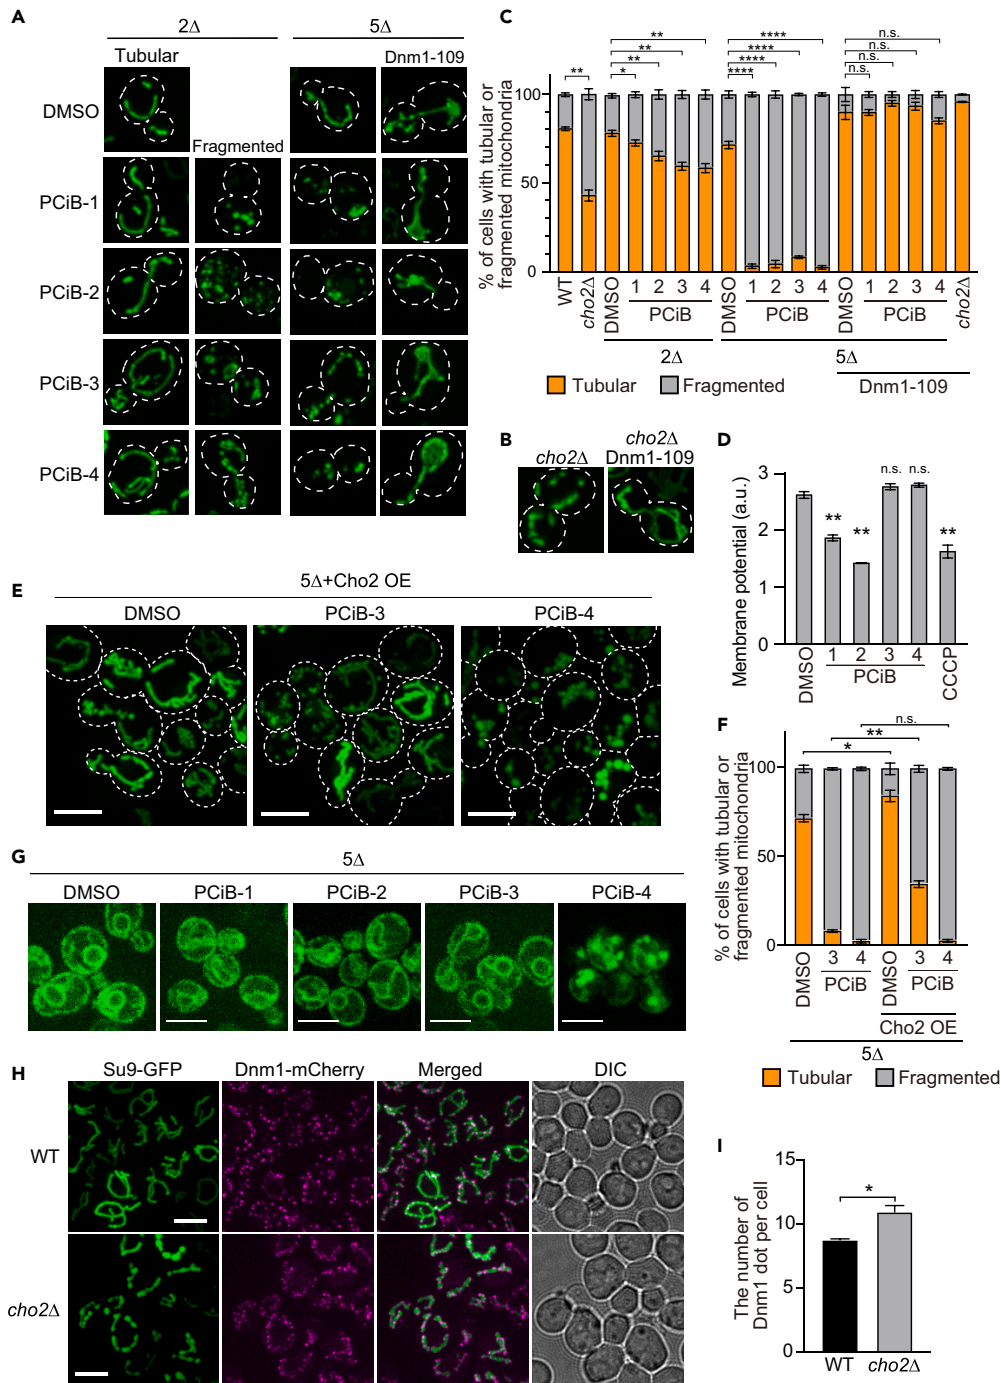 A
2Δ
5Δ
Tubular
Dnm1-109
DMSO
Fragmented
PCiB-1
PCiB-2
PCiB-3
PCiB-4
B
cho2Δ
cho2Δ
Dnm1-109
C
% of cells with tubular or
fragmented mitochondria
100
50
0
**
*
**
**
**
****
****
****
****
n.s.
n.s.
n.s.
n.s.
WT
cho2Δ
DMSO
1 2 3 4
PCiB
2Δ
DMSO
1 2 3 4
PCiB
DMSO
1 2 3 4
PCiB
cho2Δ
5Δ
Dnm1-109
Tubular
Fragmented
D
Membrane potential (a.u.)
3
2
1
0
**
**
n.s.
n.s.
**
DMSO
1 2 3 4
PCiB
CCCP
E
5Δ+Cho2 OE
DMSO
PCiB-3
PCiB-4
F
% of cells with tubular or
fragmented mitochondria
100
50
0
n.s.
**
*
DMSO
3 4
PCiB
DMSO
3 4
PCiB
Cho2 OE
5Δ
Tubular
Fragmented
G
5Δ
DMSO
PCiB-1
PCiB-2
PCiB-3
PCiB-4
H
Su9-GFP
Dnm1-mCherry
Merged
DIC
WT
cho2Δ
I
The number of
Dnm1 dot per cell
15
10
5
0
*
WT
cho2Δ